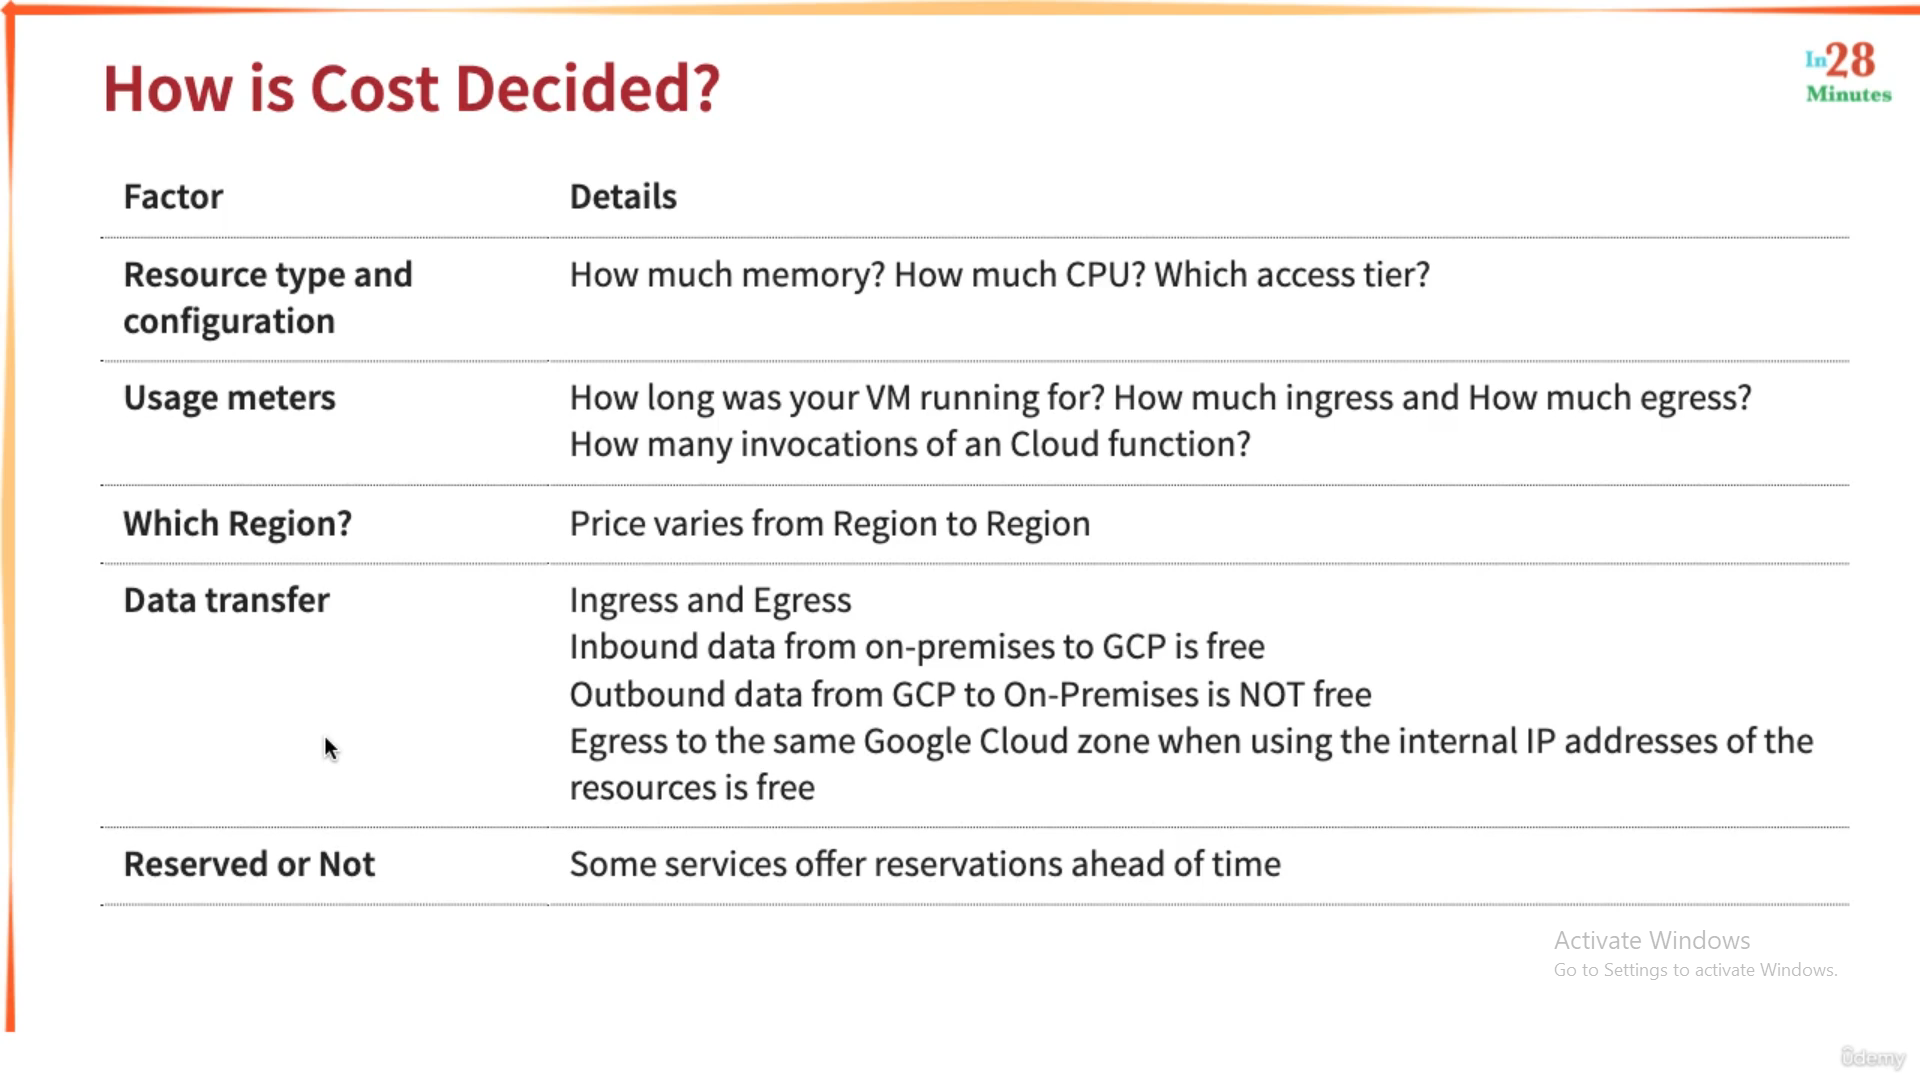 How is Cost Decided?
In28
Minutes
Factor
Details
Resource type and
configuration
How much memory? How much CPU? Which access tier?
Usage meters
How long was your VM running for? How much ingress and How much egress?
How many invocations of an Cloud function?
Which Region?
Price varies from Region to Region
Data transfer
Ingress and Egress
Inbound data from on-premises to GCP is free
Outbound data from GCP to On-Premises is NOT free
Egress to the same Google Cloud zone when using the internal IP addresses of the
resources is free
Reserved or Not
Some services offer reservations ahead of time
Activate Windows
Go to Settings to activate Windows.
ûdemy